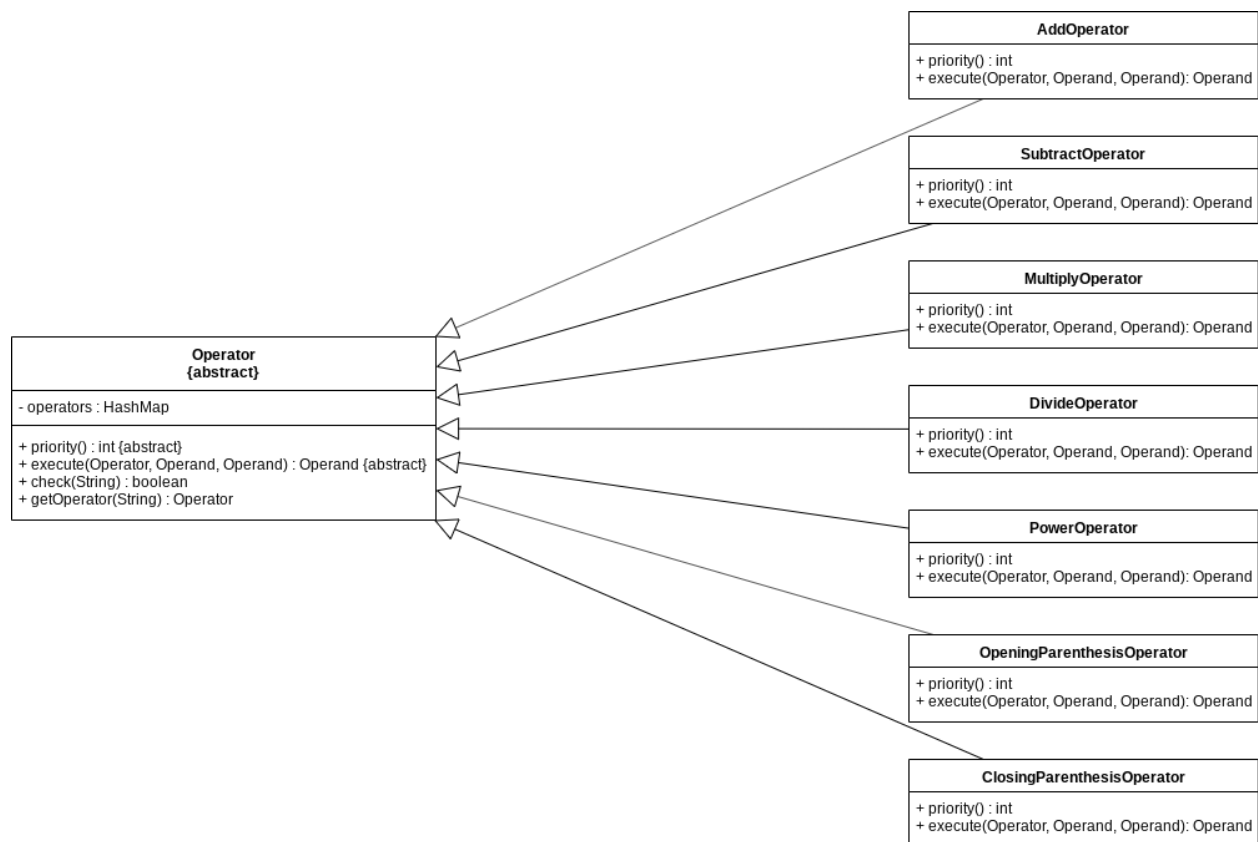 Operator
{abstract}
- operators : HashMap
+ priority() : int {abstract}
+ execute(Operator, Operand, Operand) : Operand {abstract}
+ check(String) : boolean
+ getOperator(String) : Operator
AddOperator
+ priority() : int
+ execute(Operator, Operand, Operand): Operand
SubtractOperator
+ priority() : int
+ execute(Operator, Operand, Operand): Operand
MultiplyOperator
+ priority() : int
+ execute(Operator, Operand, Operand): Operand
DivideOperator
+ priority() : int
+ execute(Operator, Operand, Operand): Operand
PowerOperator
+ priority() : int
+ execute(Operator, Operand, Operand): Operand
OpeningParenthesisOperator
+ priority() : int
+ execute(Operator, Operand, Operand): Operand
ClosingParenthesisOperator
+ priority() : int
+ execute(Operator, Operand, Operand): Operand